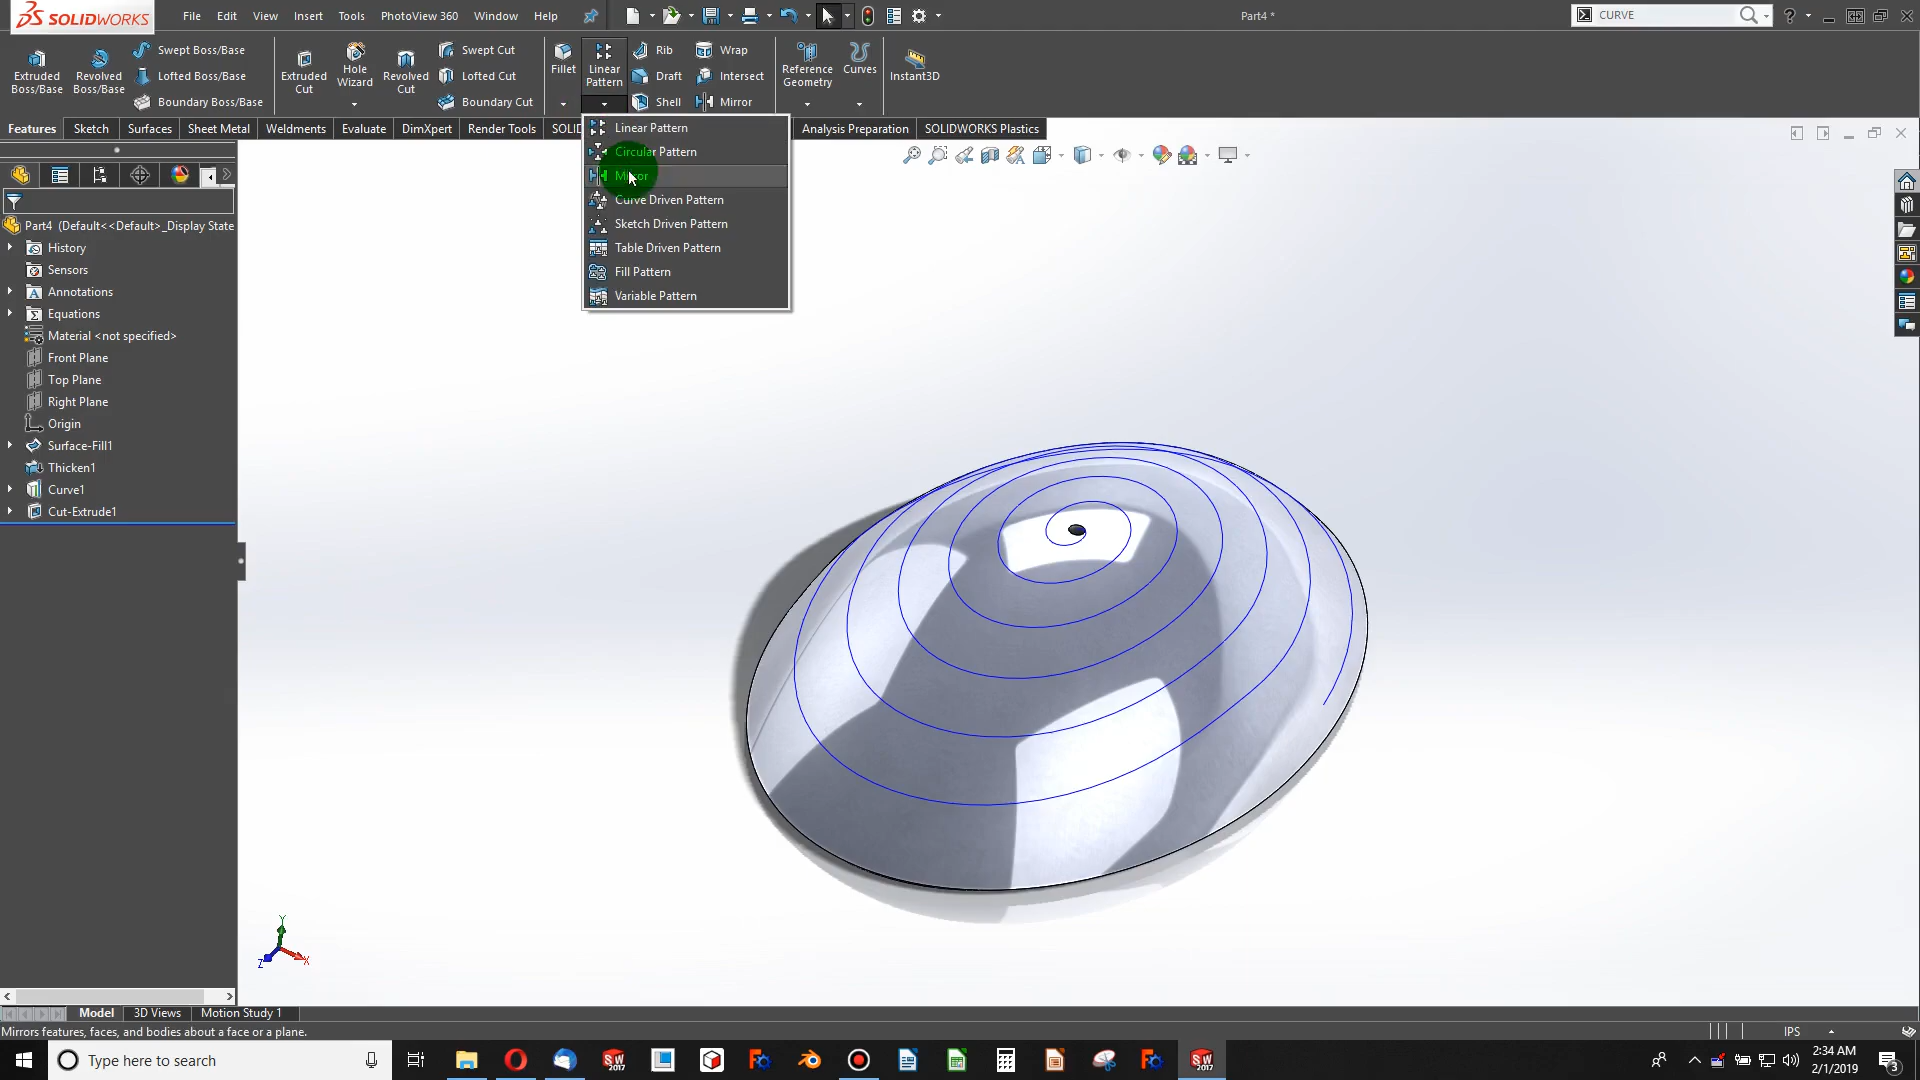 SOLIDWORKS
File Edit View Insert Tools PhotoView 360 Window Help
Part4 *
CURVE
Extruded Boss/Base
Revolved Boss/Base
Swept Boss/Base
Lofted Boss/Base
Boundary Boss/Base
Extruded Cut
Hole Wizard
Revolved Cut
Swept Cut
Lofted Cut
Boundary Cut
Fillet
Linear Pattern
Rib
Draft
Shell
Wrap
Intersect
Mirror
Reference Geometry
Curves
Instant3D
Features Sketch Surfaces Sheet Metal Weldments Evaluate DimXpert Render Tools SOLID Analysis Preparation SOLIDWORKS Plastics
Linear Pattern
Circular Pattern
Mirror
Curve Driven Pattern
Sketch Driven Pattern
Table Driven Pattern
Fill Pattern
Variable Pattern
Part4 (Default<<Default>_Display State
History
Sensors
Annotations
Equations
Material <not specified>
Front Plane
Top Plane
Right Plane
Origin
Surface-Fill1
Thicken1
Curve1
Cut-Extrude1
Y
Z
X
Model 3D Views Motion Study 1
Mirrors features, faces, and bodies about a face or a plane.
IPS
Type here to search
SW 2017
SW 2017
2:34 AM
2/1/2019
3